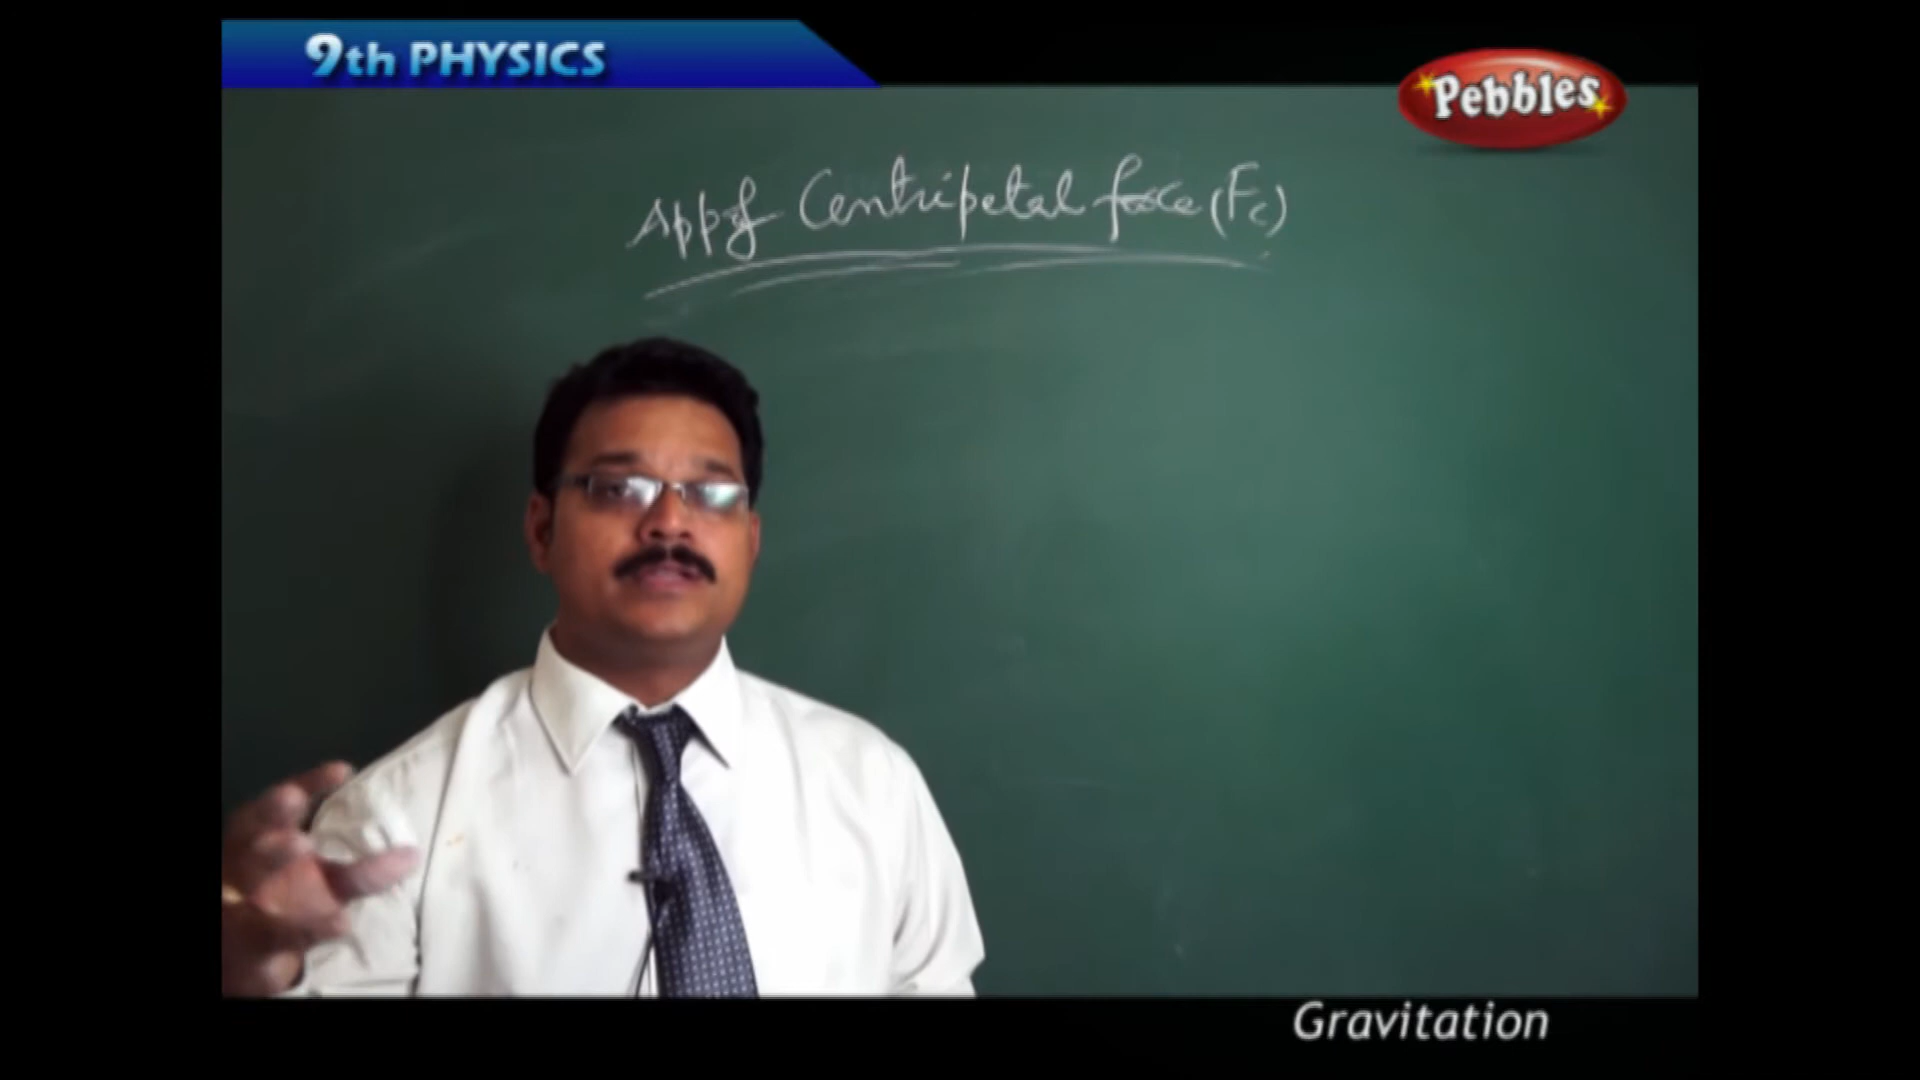 9th PHYSICS
Pebbles
App of Centripetal force (Fc)
Gravitation